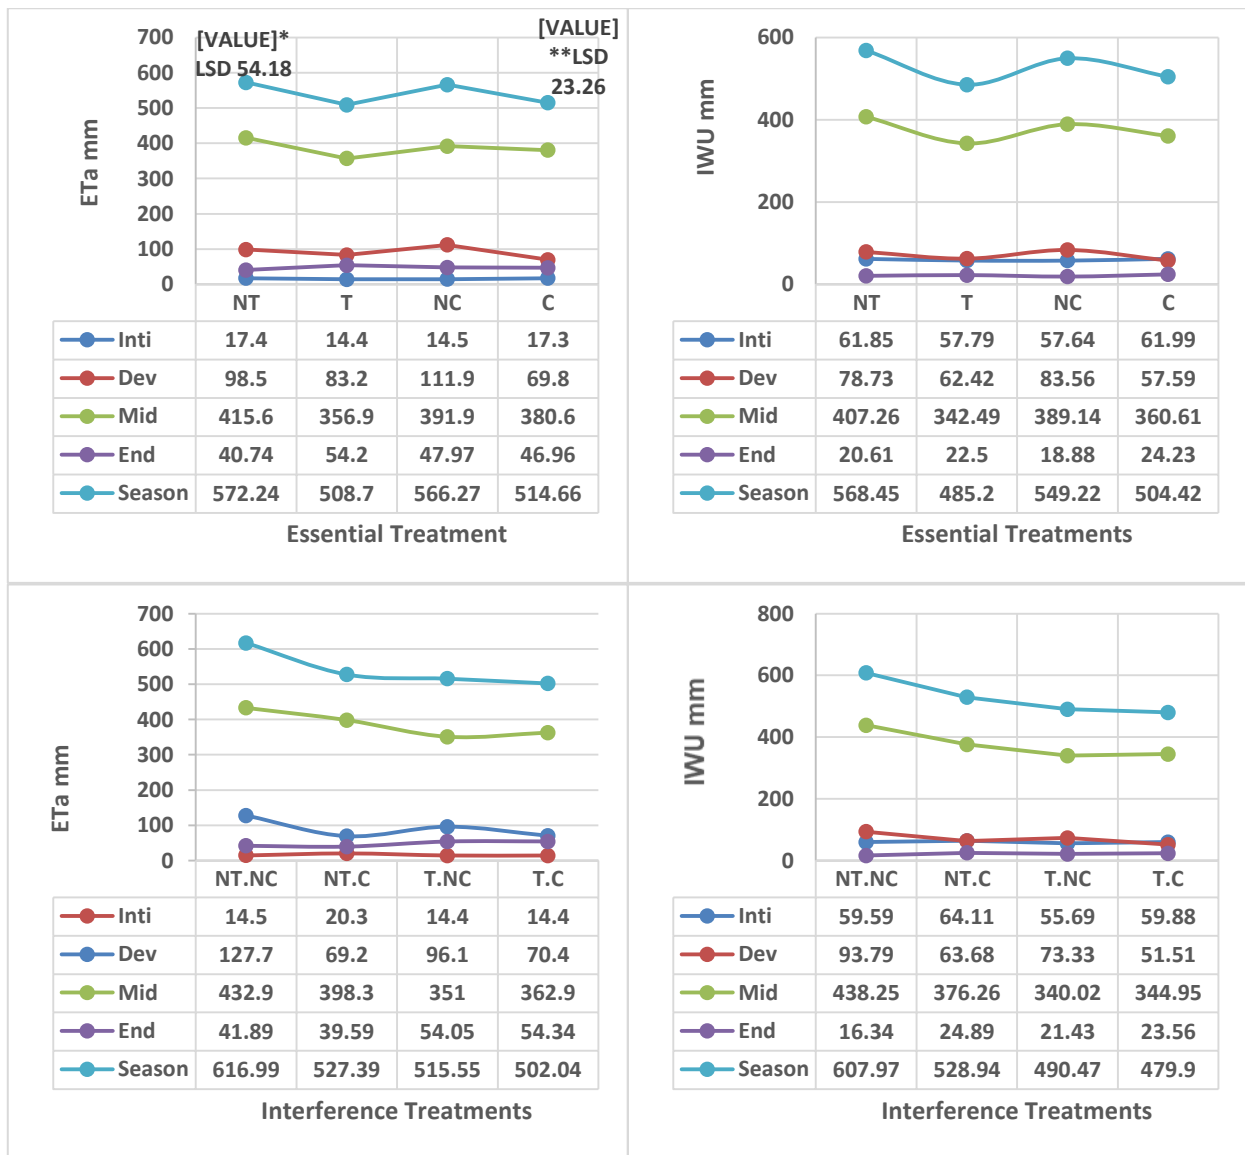 700
600
500
400
300
200
100
0
ETa mm
[VALUE]*
LSD 54.18
[VALUE]
**LSD
23.26
NT T NC C
Inti 17.4 14.4 14.5 17.3
Dev 98.5 83.2 111.9 69.8
Mid 415.6 356.9 391.9 380.6
End 40.74 54.2 47.97 46.96
Season 572.24 508.7 566.27 514.66
Essential Treatment
600
400
200
0
IWU mm
NT T NC C
Inti 61.85 57.79 57.64 61.99
Dev 78.73 62.42 83.56 57.59
Mid 407.26 342.49 389.14 360.61
End 20.61 22.5 18.88 24.23
Season 568.45 485.2 549.22 504.42
Essential Treatments
700
600
500
400
300
200
100
0
ETa mm
NT.NC NT.C T.NC T.C
Inti 14.5 20.3 14.4 14.4
Dev 127.7 69.2 96.1 70.4
Mid 432.9 398.3 351 362.9
End 41.89 39.59 54.05 54.34
Season 616.99 527.39 515.55 502.04
Interference Treatments
800
600
400
200
0
IWU mm
NT.NC NT.C T.NC T.C
Inti 59.59 64.11 55.69 59.88
Dev 93.79 63.68 73.33 51.51
Mid 438.25 376.26 340.02 344.95
End 16.34 24.89 21.43 23.56
Season 607.97 528.94 490.47 479.9
Interference Treatments